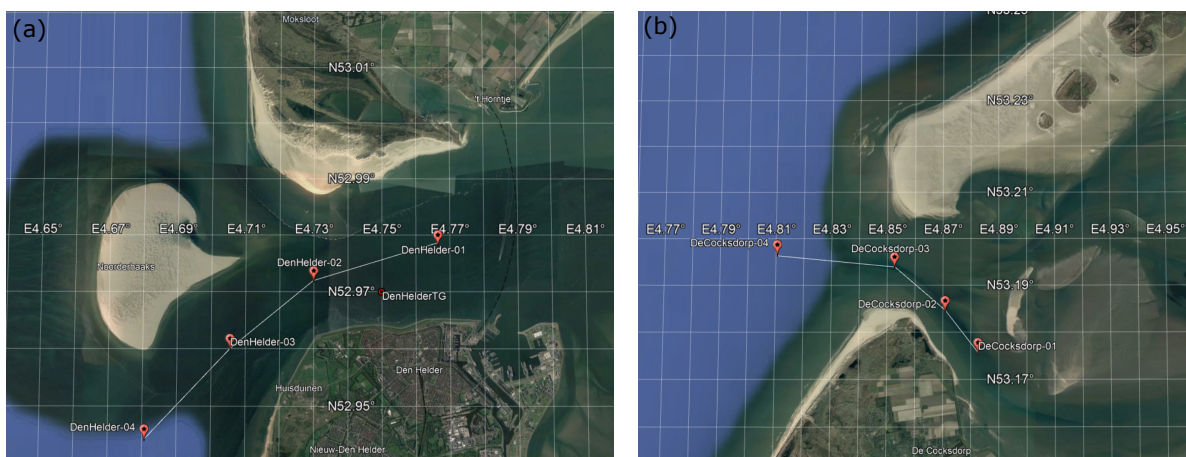 (a)
Moksloot
N53.01°
't Horntje
N52.99°
E4.65° E4.67° E4.69° E4.71° E4.73° E4.75° E4.77° E4.79° E4.81°
DenHelder-01
DenHelder-02
Noorderhaaks
N52.97°
DenHelderTG
DenHelder-03
Den Helder
Huisduinen
N52.95°
DenHelder-04
Nieuw-Den Helder
(b)
N53.25°
N53.23°
N53.21°
E4.77° E4.79° E4.81° E4.83° E4.85° E4.87° E4.89° E4.91° E4.93° E4.95°
DeCocksdorp-04
DeCocksdorp-03
N53.19°
DeCocksdorp-02
DeCocksdorp-01
N53.17°
De Cocksdorp